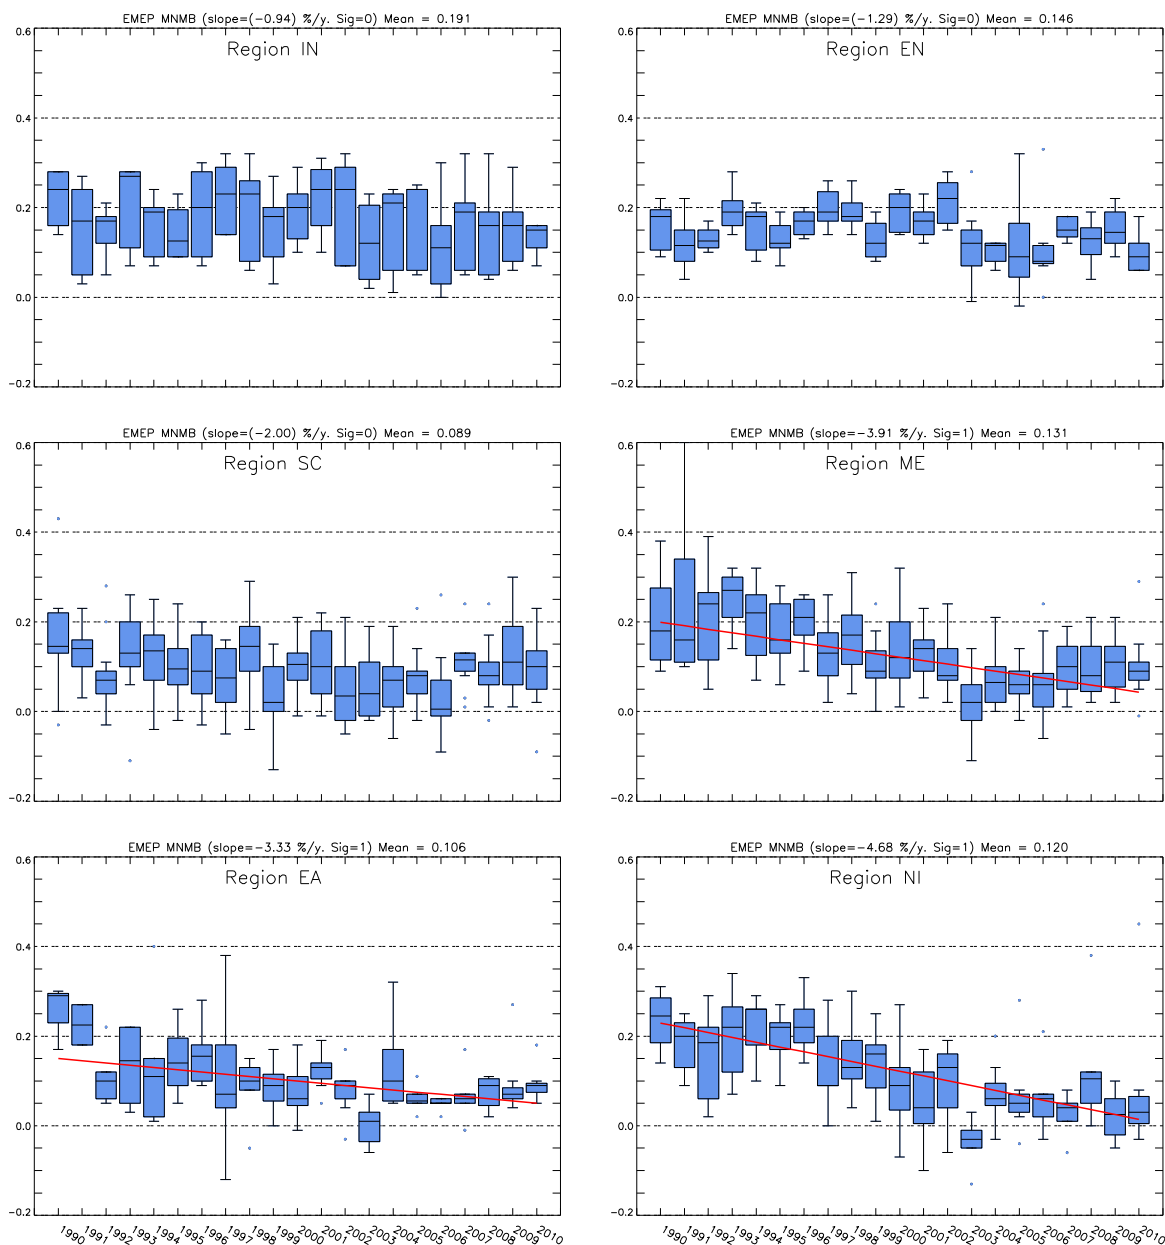 EMEP MNMB (slope=(−0.94) %/y. Sig=0) Mean = 0.191
Region IN
0.6
0.4
0.2
0.0
−0.2
EMEP MNMB (slope=(−1.29) %/y. Sig=0) Mean = 0.146
Region EN
0.6
0.4
0.2
0.0
−0.2
EMEP MNMB (slope=(−2.00) %/y. Sig=0) Mean = 0.089
Region SC
0.6
0.4
0.2
0.0
−0.2
EMEP MNMB (slope=−3.91 %/y. Sig=1) Mean = 0.131
Region ME
0.6
0.4
0.2
0.0
−0.2
EMEP MNMB (slope=−3.33 %/y. Sig=1) Mean = 0.106
Region EA
0.6
0.4
0.2
0.0
−0.2
1990 1991 1992 1993 1994 1995 1996 1997 1998 1999 2000 2001 2002 2003 2004 2005 2006 2007 2008 2009 2010
EMEP MNMB (slope=−4.68 %/y. Sig=1) Mean = 0.120
Region NI
0.6
0.4
0.2
0.0
−0.2
1990 1991 1992 1993 1994 1995 1996 1997 1998 1999 2000 2001 2002 2003 2004 2005 2006 2007 2008 2009 2010